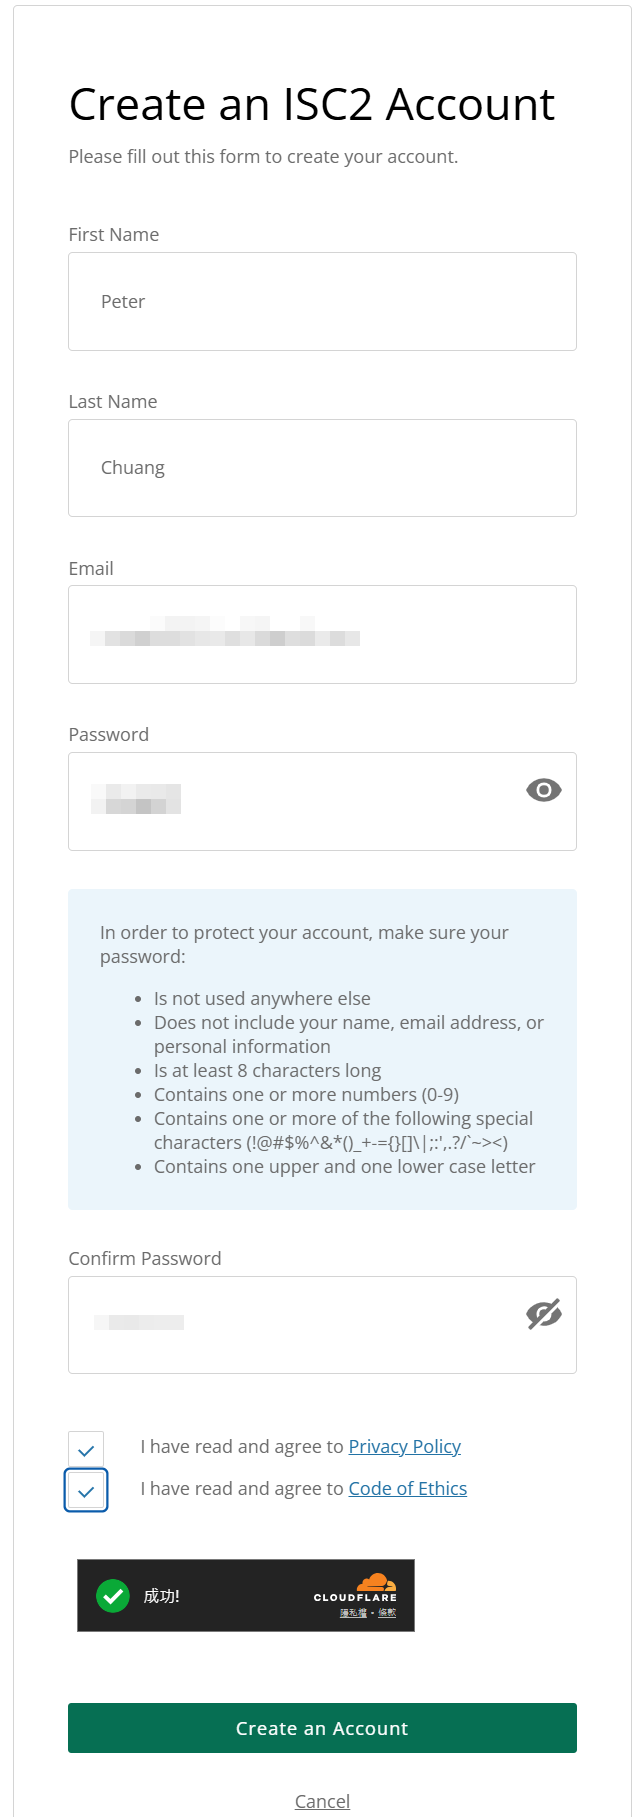 Create an ISC2 Account
Please fill out this form to create your account.
First Name
Peter
Last Name
Chuang
Email
Password
In order to protect your account, make sure your
password:
• Is not used anywhere else
• Does not include your name, email address, or
personal information
• Is at least 8 characters long
• Contains one or more numbers (0-9)
• Contains one or more of the following special
characters (!@#$%^&*()_+-={}[]\|;:',.?/`~><)
• Contains one upper and one lower case letter
Confirm Password
I have read and agree to Privacy Policy
I have read and agree to Code of Ethics
成功!
CLOUDFLARE
隱私權 • 條款
Create an Account
Cancel